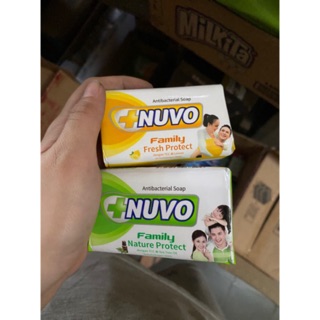 MiLKiTa
Antibacterial Soap
NUVO
Family
Fresh Protect
Antibacterial Soap
NUVO
Family
Nature Protect